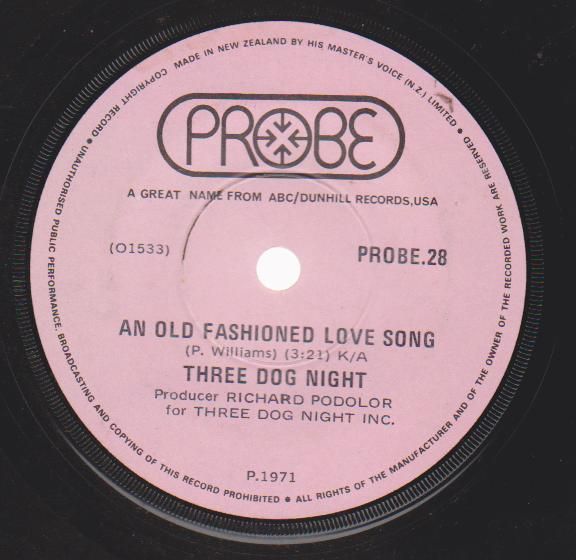 MADE IN NEW ZEALAND BY HIS MASTER'S VOICE (N.Z.) LIMITED ● ALL RIGHTS OF THE MANUFACTURER AND OF THE OWNER OF THE RECORDED WORK ARE RESERVED ● UNAUTHORISED PUBLIC PERFORMANCE, BROADCASTING AND COPYING OF THIS RECORD PROHIBITED ● COPYRIGHT RECORD
PROBE
A GREAT NAME FROM ABC/DUNHILL RECORDS,USA
(O1533)
PROBE.28
AN OLD FASHIONED LOVE SONG
(P. Williams) (3:21) K/A
THREE DOG NIGHT
Producer RICHARD PODOLOR
for THREE DOG NIGHT INC.
P.1971